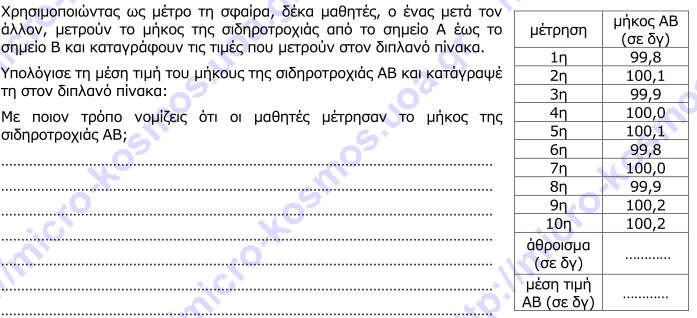 Χρησιμοποιώντας ως μέτρο τη σφαίρα, δέκα μαθητές, ο ένας μετά τον
άλλον, μετρούν το μήκος της σιδηροτροχιάς από το σημείο Α έως το
σημείο Β και καταγράφουν τις τιμές που μετρούν στον διπλανό πίνακα.
Υπολόγισε τη μέση τιμή του μήκους της σιδηροτροχιάς ΑΒ και κατάγραψέ
τη στον διπλανό πίνακα:
Με ποιον τρόπο νομίζεις ότι οι μαθητές μέτρησαν το μήκος της
σιδηροτροχιάς ΑΒ;
μέτρηση μήκος ΑΒ
(σε δγ)
1η 99,8
2η 100,1
3η 99,9
4η 100,0
5η 100,1
6η 99,8
7η 100,0
8η 99,9
9η 100,2
10η 100,2
άθροισμα
(σε δγ) ............
μέση τιμή
ΑΒ (σε δγ) ............
http://micro-kosmos.uoa.gr